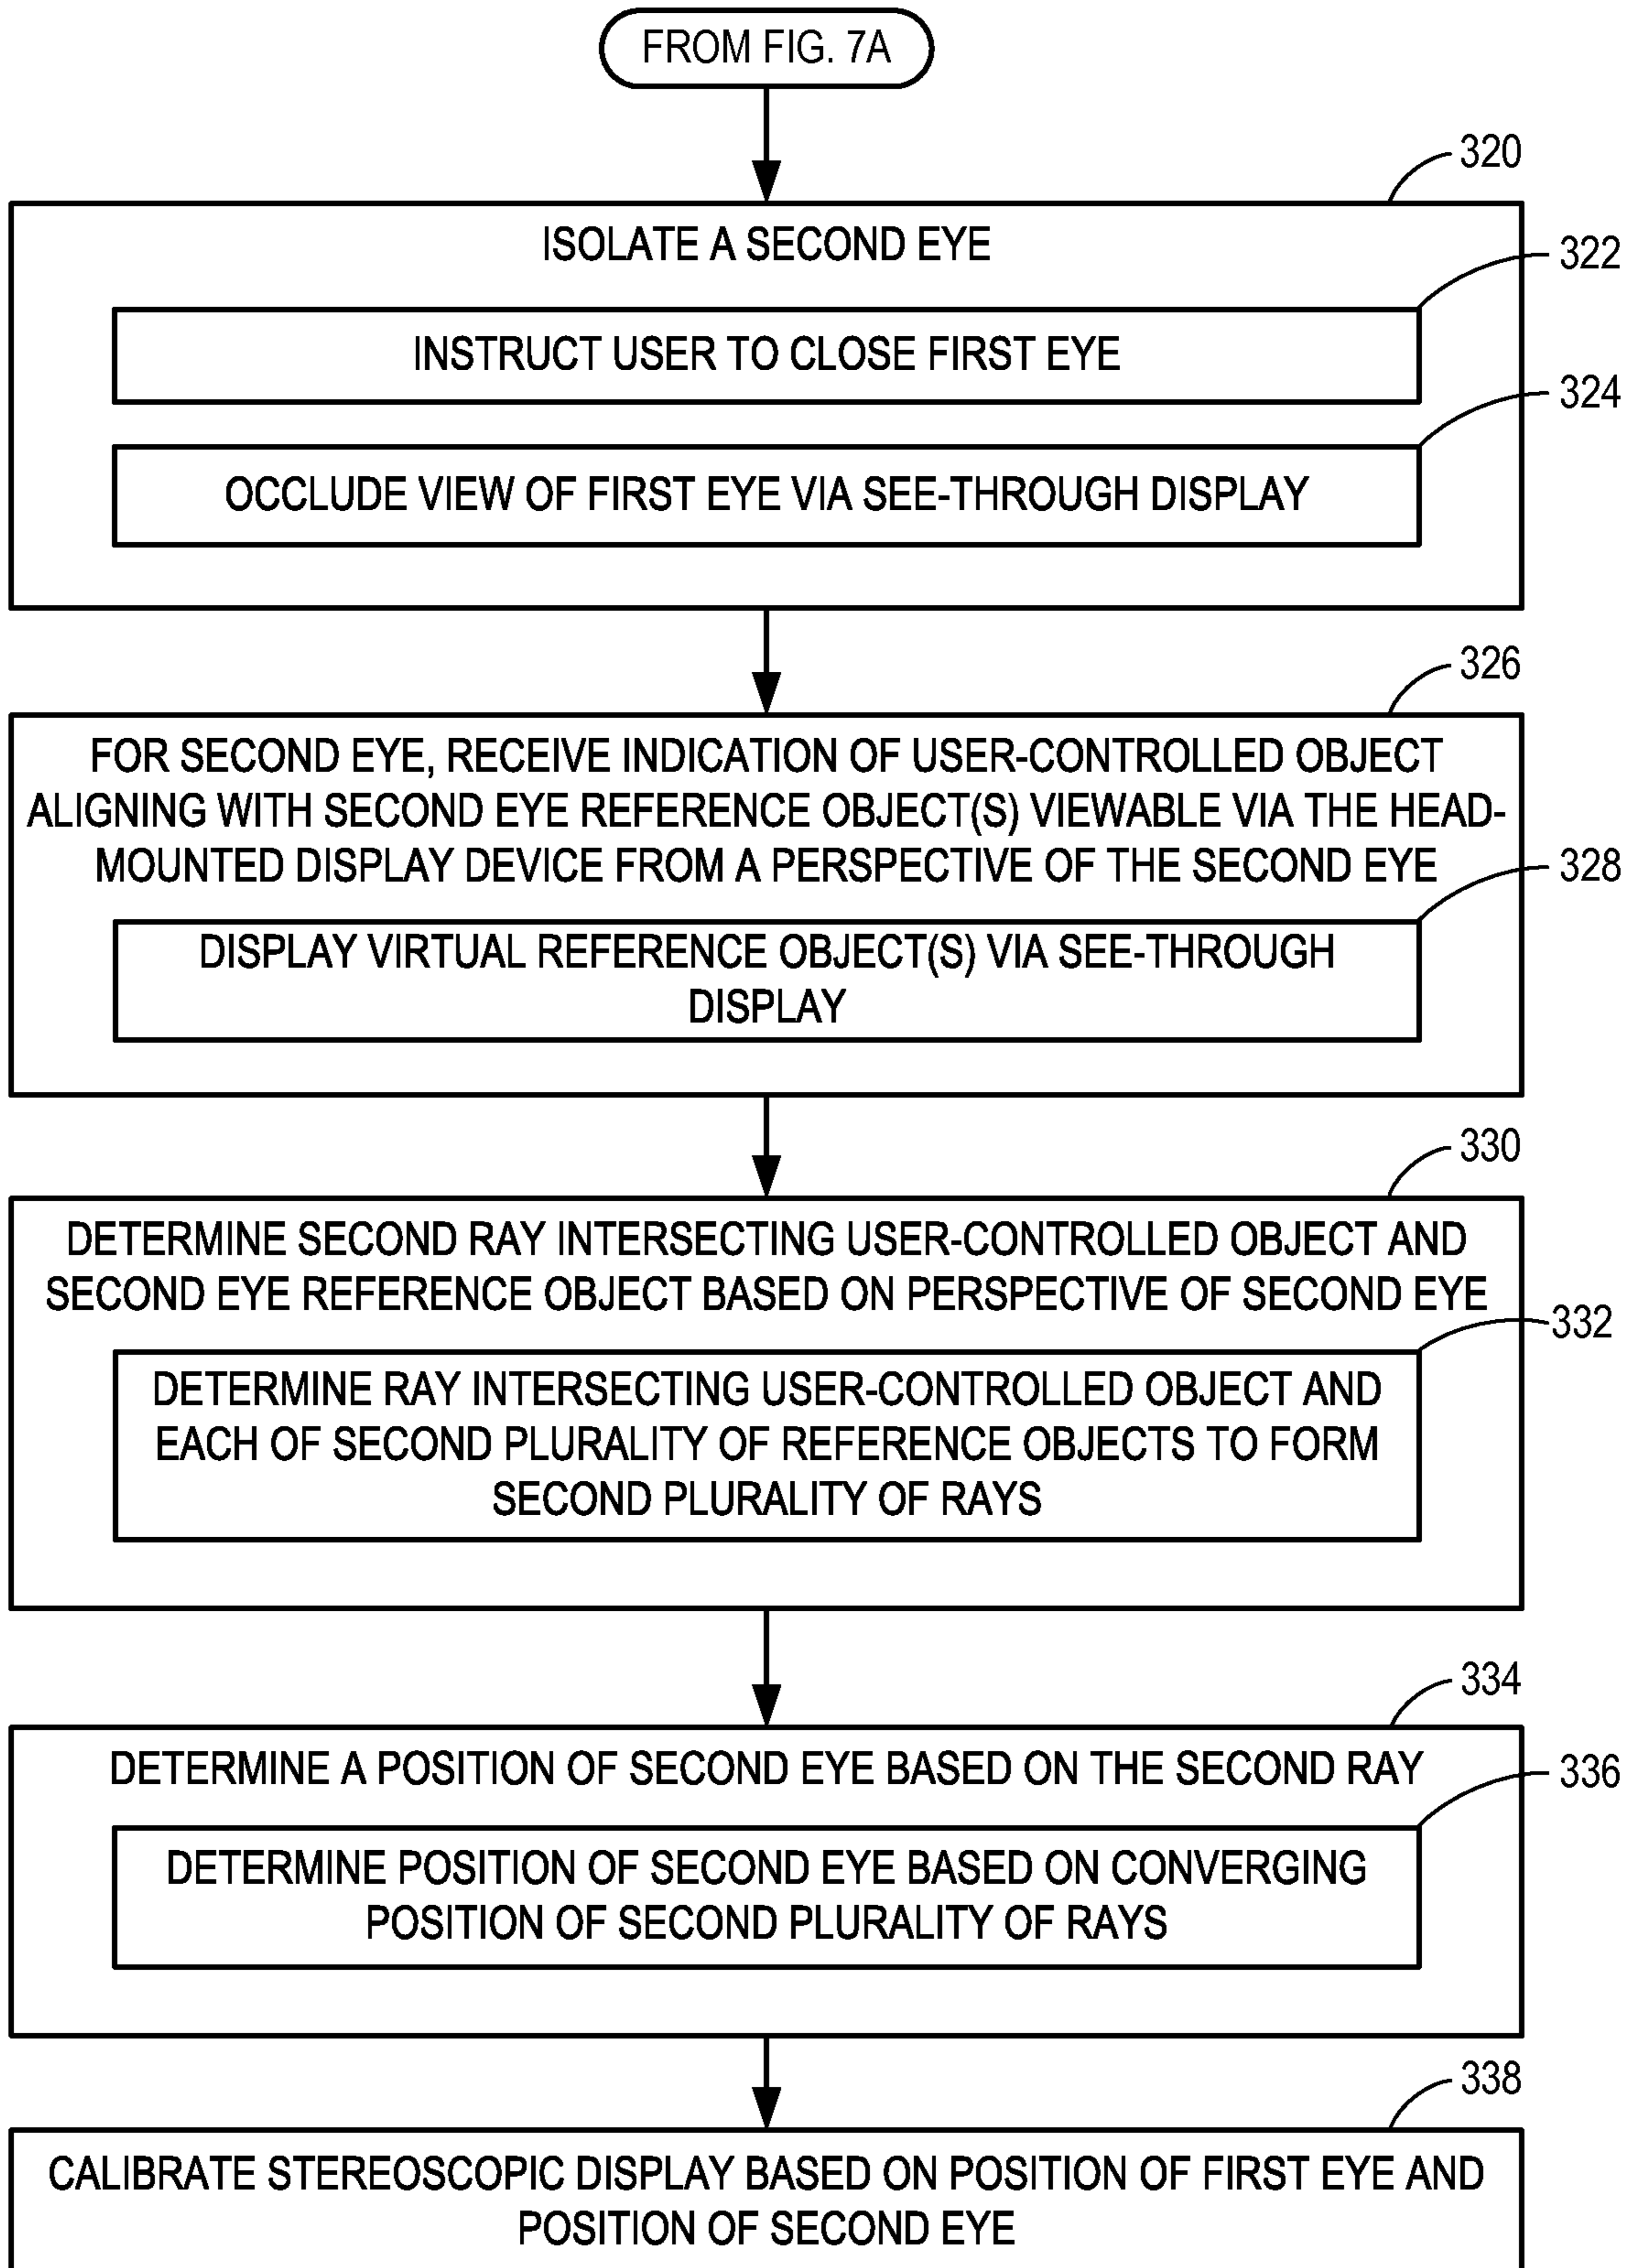 FROM FIG. 7A
320
ISOLATE A SECOND EYE
322
INSTRUCT USER TO CLOSE FIRST EYE
324
OCCLUDE VIEW OF FIRST EYE VIA SEE-THROUGH DISPLAY
326
FOR SECOND EYE, RECEIVE INDICATION OF USER-CONTROLLED OBJECT
ALIGNING WITH SECOND EYE REFERENCE OBJECT(S) VIEWABLE VIA THE HEAD-
MOUNTED DISPLAY DEVICE FROM A PERSPECTIVE OF THE SECOND EYE
328
DISPLAY VIRTUAL REFERENCE OBJECT(S) VIA SEE-THROUGH
DISPLAY
330
DETERMINE SECOND RAY INTERSECTING USER-CONTROLLED OBJECT AND
SECOND EYE REFERENCE OBJECT BASED ON PERSPECTIVE OF SECOND EYE
332
DETERMINE RAY INTERSECTING USER-CONTROLLED OBJECT AND
EACH OF SECOND PLURALITY OF REFERENCE OBJECTS TO FORM
SECOND PLURALITY OF RAYS
334
DETERMINE A POSITION OF SECOND EYE BASED ON THE SECOND RAY
336
DETERMINE POSITION OF SECOND EYE BASED ON CONVERGING
POSITION OF SECOND PLURALITY OF RAYS
338
CALIBRATE STEREOSCOPIC DISPLAY BASED ON POSITION OF FIRST EYE AND
POSITION OF SECOND EYE